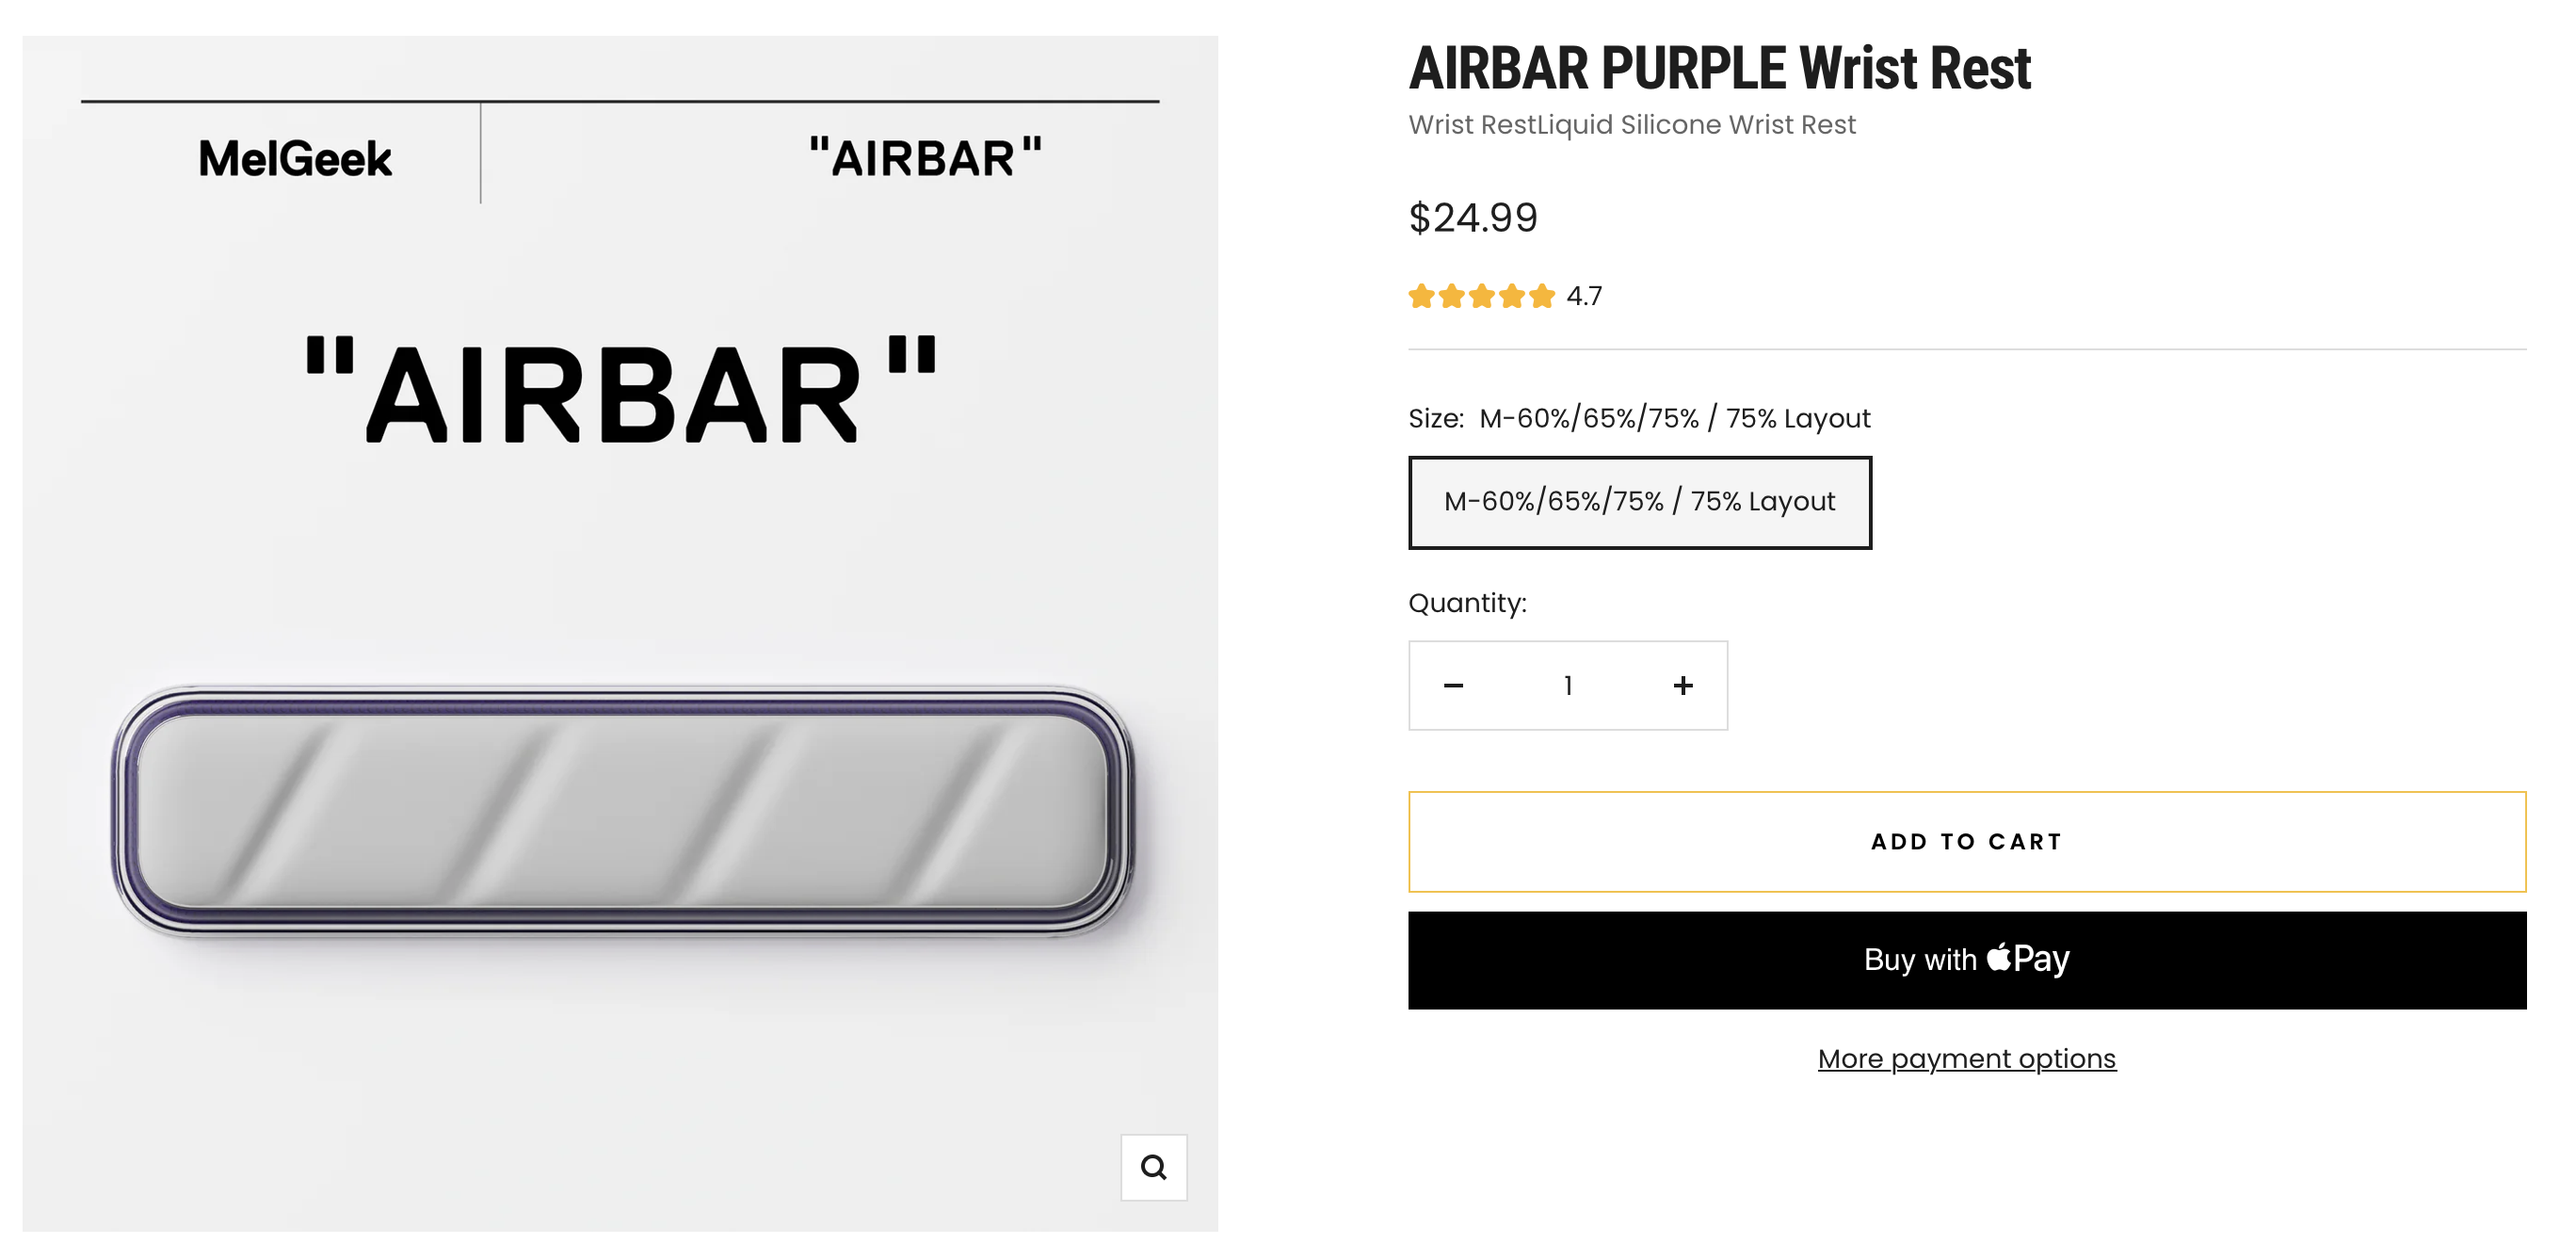 MelGeek
"AIRBAR"
"AIRBAR"
AIRBAR PURPLE Wrist Rest
Wrist RestLiquid Silicone Wrist Rest
$24.99
4.7
Size: M-60%/65%/75% / 75% Layout
M-60%/65%/75% / 75% Layout
Quantity:
− 1 +
ADD TO CART
Buy with Pay
More payment options